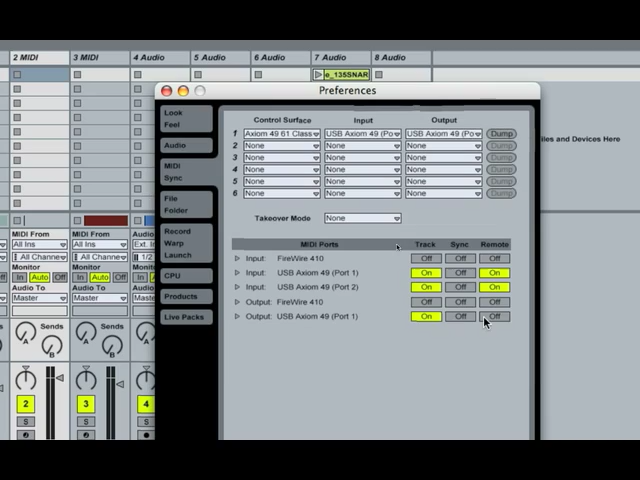 2 MIDI 3 MIDI 4 Audio 5 Audio 6 Audio 7 Audio 8 Audio
e_135SNAR
Preferences
Look
Feel
Audio
MIDI
Sync
File
Folder
Record
Warp
Launch
CPU
Products
Live Packs
Control Surface Input Output
1 Axiom 49 61 Class USB Axiom 49 (Po USB Axiom 49 (Po Dump
2 None None None Dump
3 None None None Dump
4 None None None Dump
5 None None None Dump
6 None None None Dump
Takeover Mode None
MIDI Ports Track Sync Remote
Input: FireWire 410 Off Off Off
Input: USB Axiom 49 (Port 1) On Off On
Input: USB Axiom 49 (Port 2) On Off On
Output: FireWire 410 Off Off Off
Output: USB Axiom 49 (Port 1) On Off Off
iles and Devices Here
MIDI From MIDI From Audio
All Ins All Ins Ext. In
All Channe All Channe 1/2
Monitor Monitor Monitor
In Auto Off In Auto Off In
Audio To Audio To Audio
Master Master Master
Sends Sends
A A A
B B
2 3 4
S S S